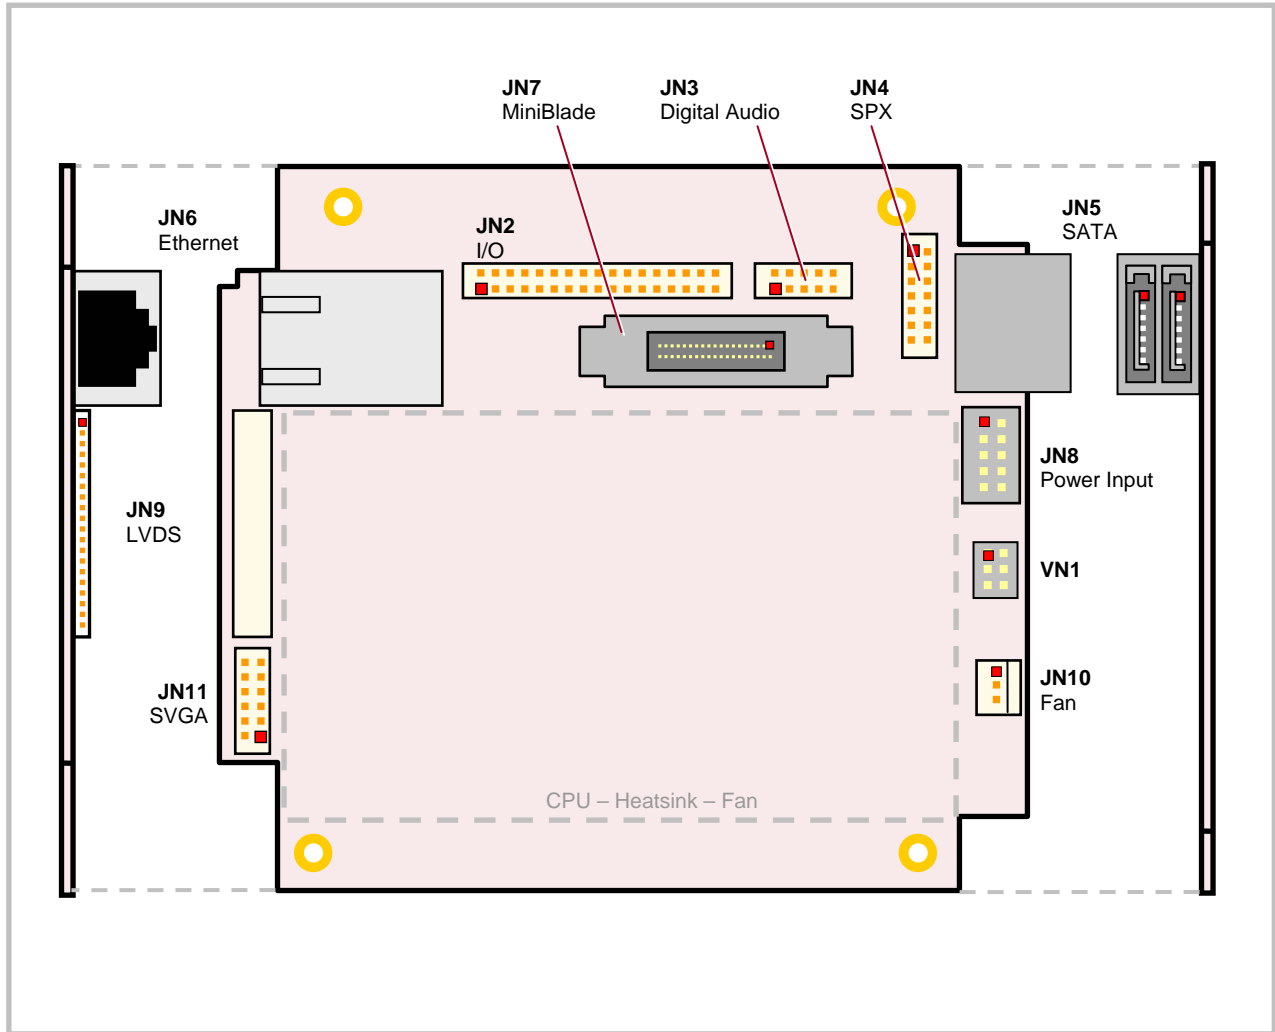 JN7
MiniBlade
JN3
Digital Audio
JN4
SPX
JN6
Ethernet
JN2
I/O
JN5
SATA
JN8
Power Input
JN9
LVDS
VN1
JN11
SVGA
JN10
Fan
CPU – Heatsink – Fan